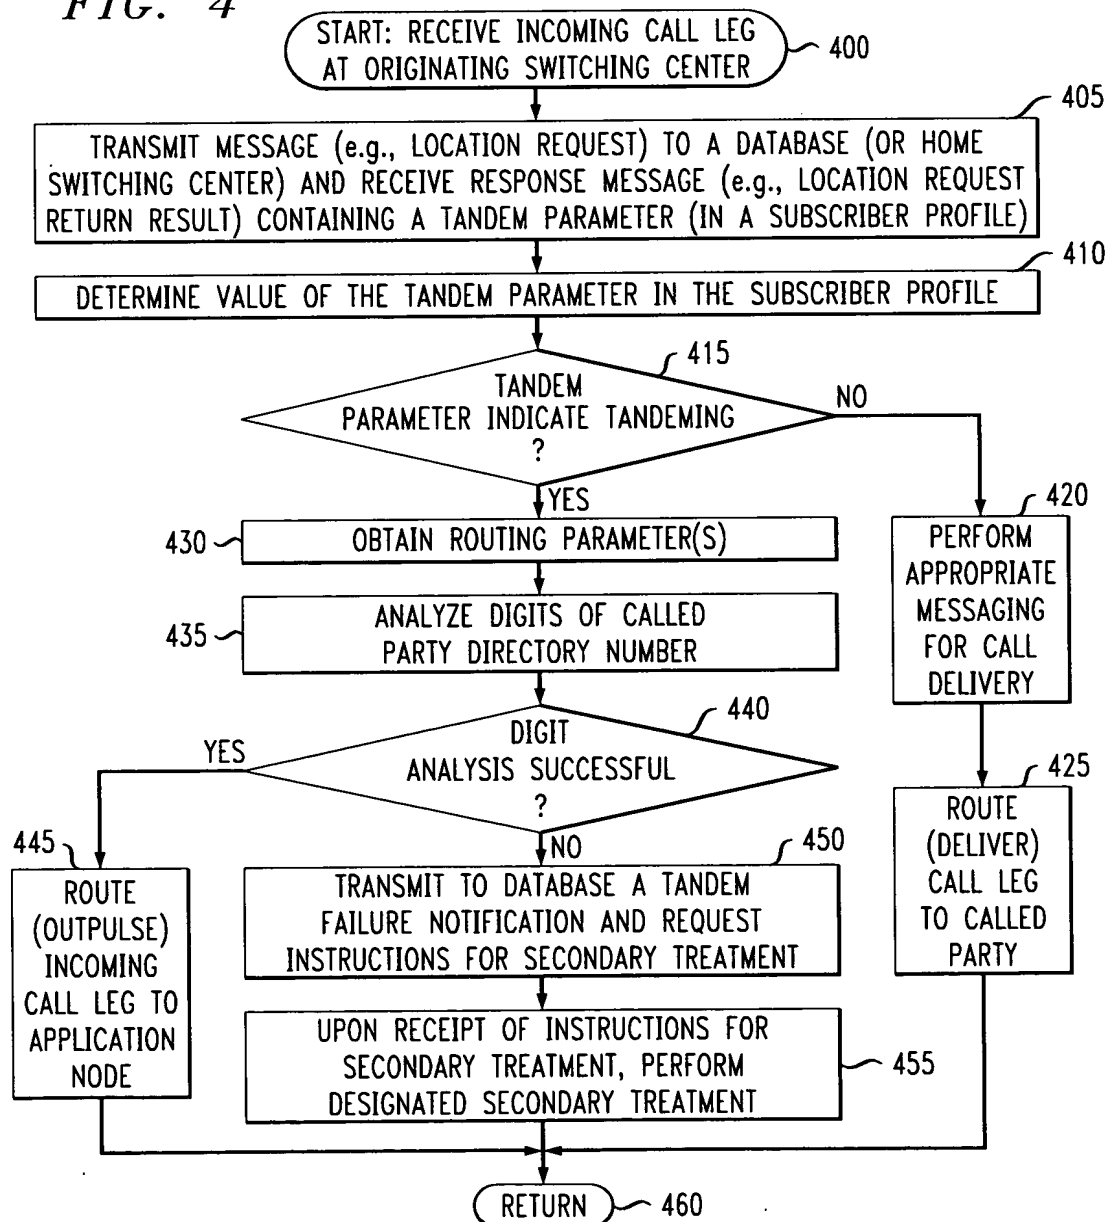 FIG. 4
START: RECEIVE INCOMING CALL LEG
AT ORIGINATING SWITCHING CENTER
400
405
TRANSMIT MESSAGE (e.g., LOCATION REQUEST) TO A DATABASE (OR HOME
SWITCHING CENTER) AND RECEIVE RESPONSE MESSAGE (e.g., LOCATION REQUEST
RETURN RESULT) CONTAINING A TANDEM PARAMETER (IN A SUBSCRIBER PROFILE)
410
DETERMINE VALUE OF THE TANDEM PARAMETER IN THE SUBSCRIBER PROFILE
415
TANDEM
PARAMETER INDICATE TANDEMING
?
NO
YES
430
OBTAIN ROUTING PARAMETER(S)
420
PERFORM
APPROPRIATE
MESSAGING
FOR CALL
DELIVERY
435
ANALYZE DIGITS OF CALLED
PARTY DIRECTORY NUMBER
440
DIGIT
ANALYSIS SUCCESSFUL
?
YES
NO
425
ROUTE
(DELIVER)
CALL LEG
TO CALLED
PARTY
445
ROUTE
(OUTPULSE)
INCOMING
CALL LEG TO
APPLICATION
NODE
450
TRANSMIT TO DATABASE A TANDEM
FAILURE NOTIFICATION AND REQUEST
INSTRUCTIONS FOR SECONDARY TREATMENT
UPON RECEIPT OF INSTRUCTIONS FOR
SECONDARY TREATMENT, PERFORM
DESIGNATED SECONDARY TREATMENT
455
RETURN
460